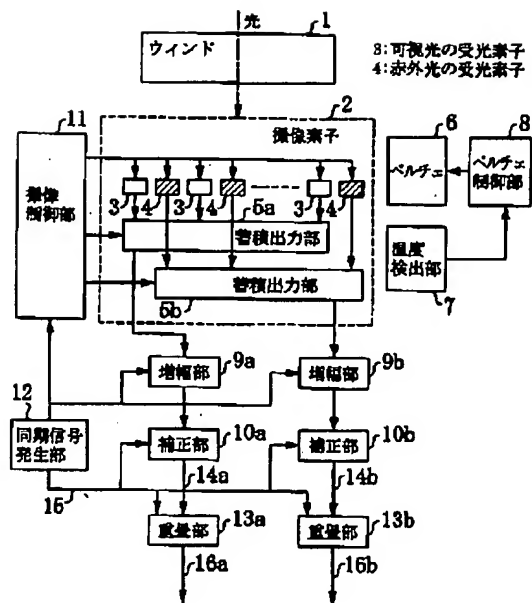 光
1
ウィンド
3:可視光の受光素子
4:赤外光の受光素子
2
11
撮像素子
6
8
ペルチェ
ペルチェ
制御部
撮像
制御部
3
4
3
4
3
4
5a
蓄積出力部
温度
検出部
蓄積出力部
5b
7
増幅部
9a
増幅部
9b
12
同期信号
発生部
補正部
10a
補正部
10b
15
14a
14b
重畳部
13a
重畳部
13b
16a
16b